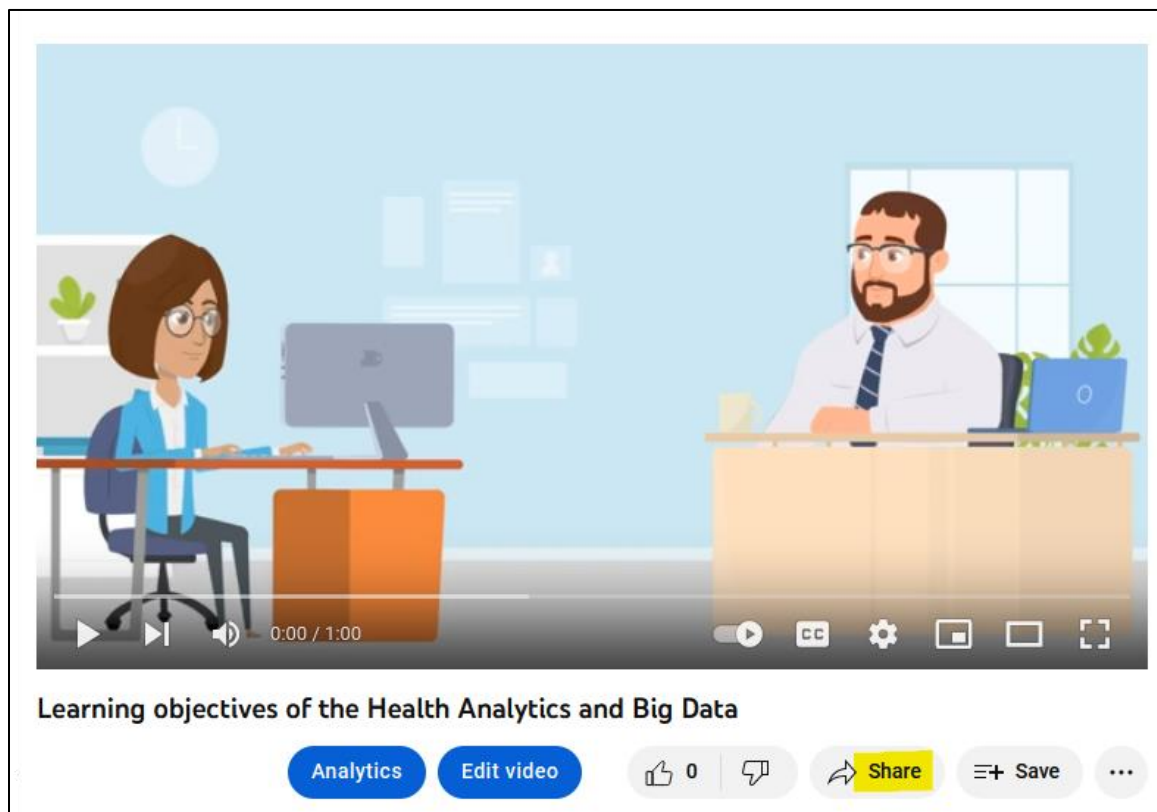 0:00 / 1:00
CC
Learning objectives of the Health Analytics and Big Data
Analytics Edit video 0 Share Save